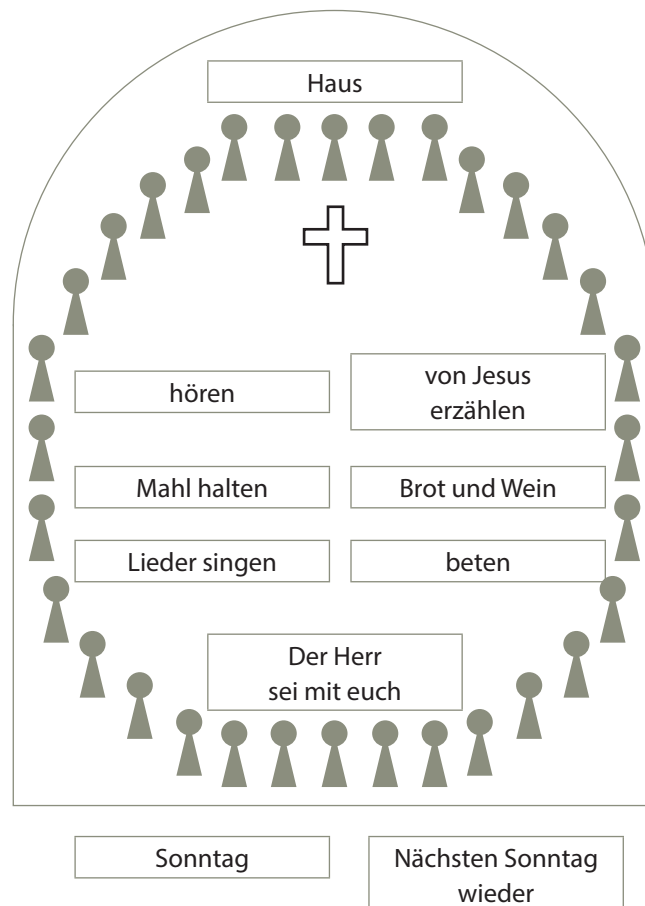 Haus
hören
von Jesus
erzählen
Mahl halten
Brot und Wein
Lieder singen
beten
Der Herr
sei mit euch
Sonntag
Nächsten Sonntag
wieder